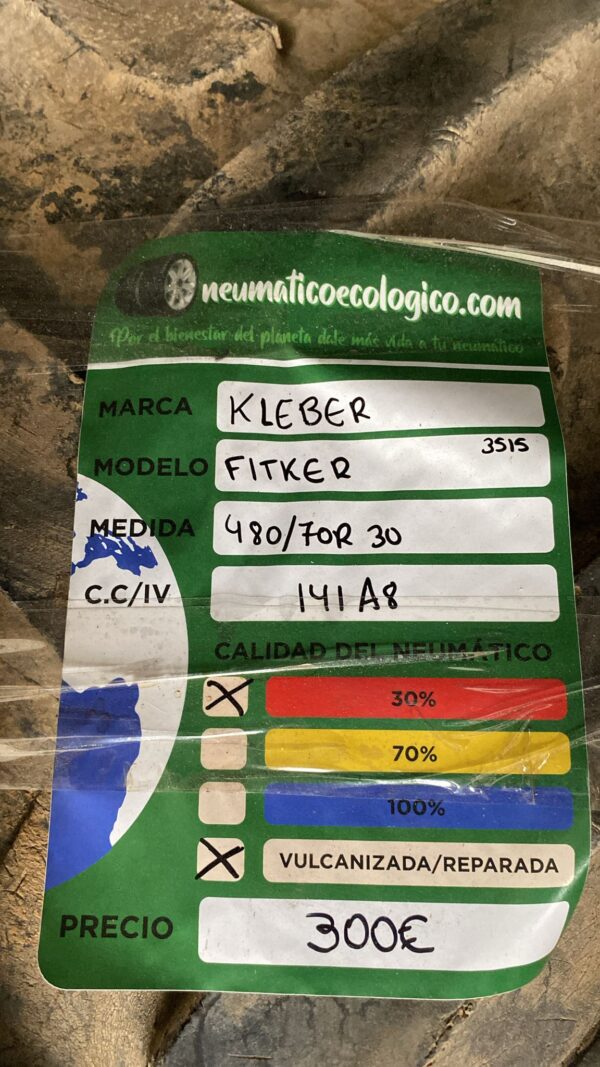 neumaticoecologico.com
Por el bienestar del planeta dale más vida a tu neumático
MARCA KLEBER
MODELO FITKER 3515
MEDIDA 480/70R 30
C.C/IV 141 A8
CALIDAD DEL NEUMÁTICO
X 30%
70%
100%
X VULCANIZADA/REPARADA
PRECIO 300€